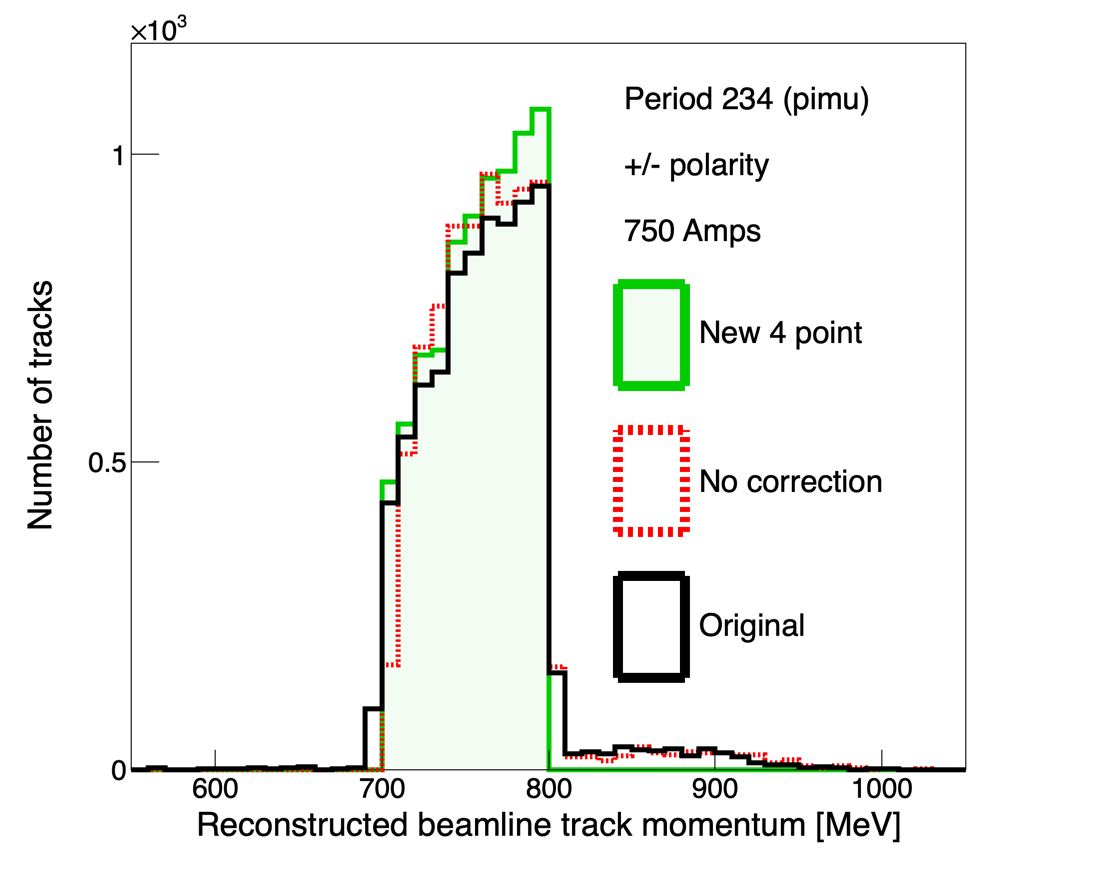 ×10³
Period 234 (pimu)
+/- polarity
750 Amps
New 4 point
No correction
Original
Number of tracks
1
0.5
0
600 700 800 900 1000
Reconstructed beamline track momentum [MeV]